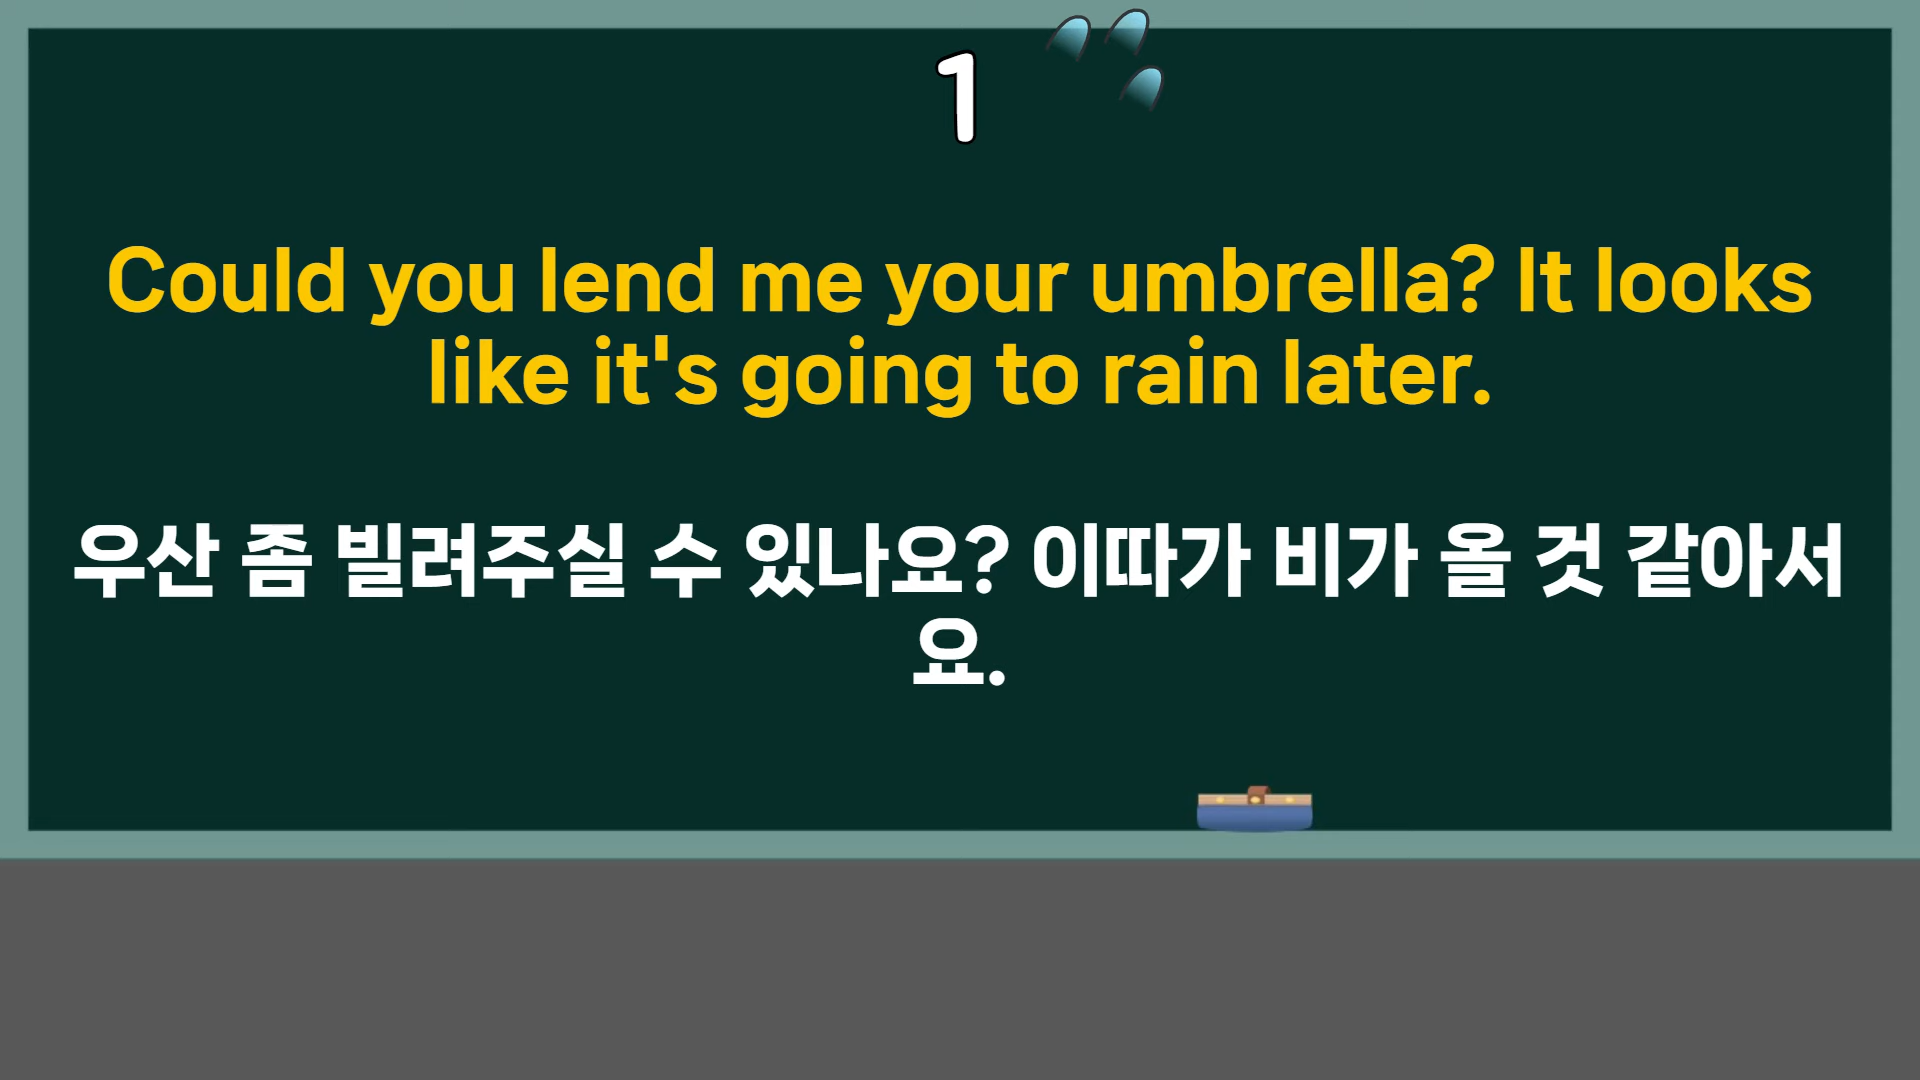 1
Could you lend me your umbrella? It looks
like it's going to rain later.
우산 좀 빌려주실 수 있나요? 이따가 비가 올 것 같아서
요.